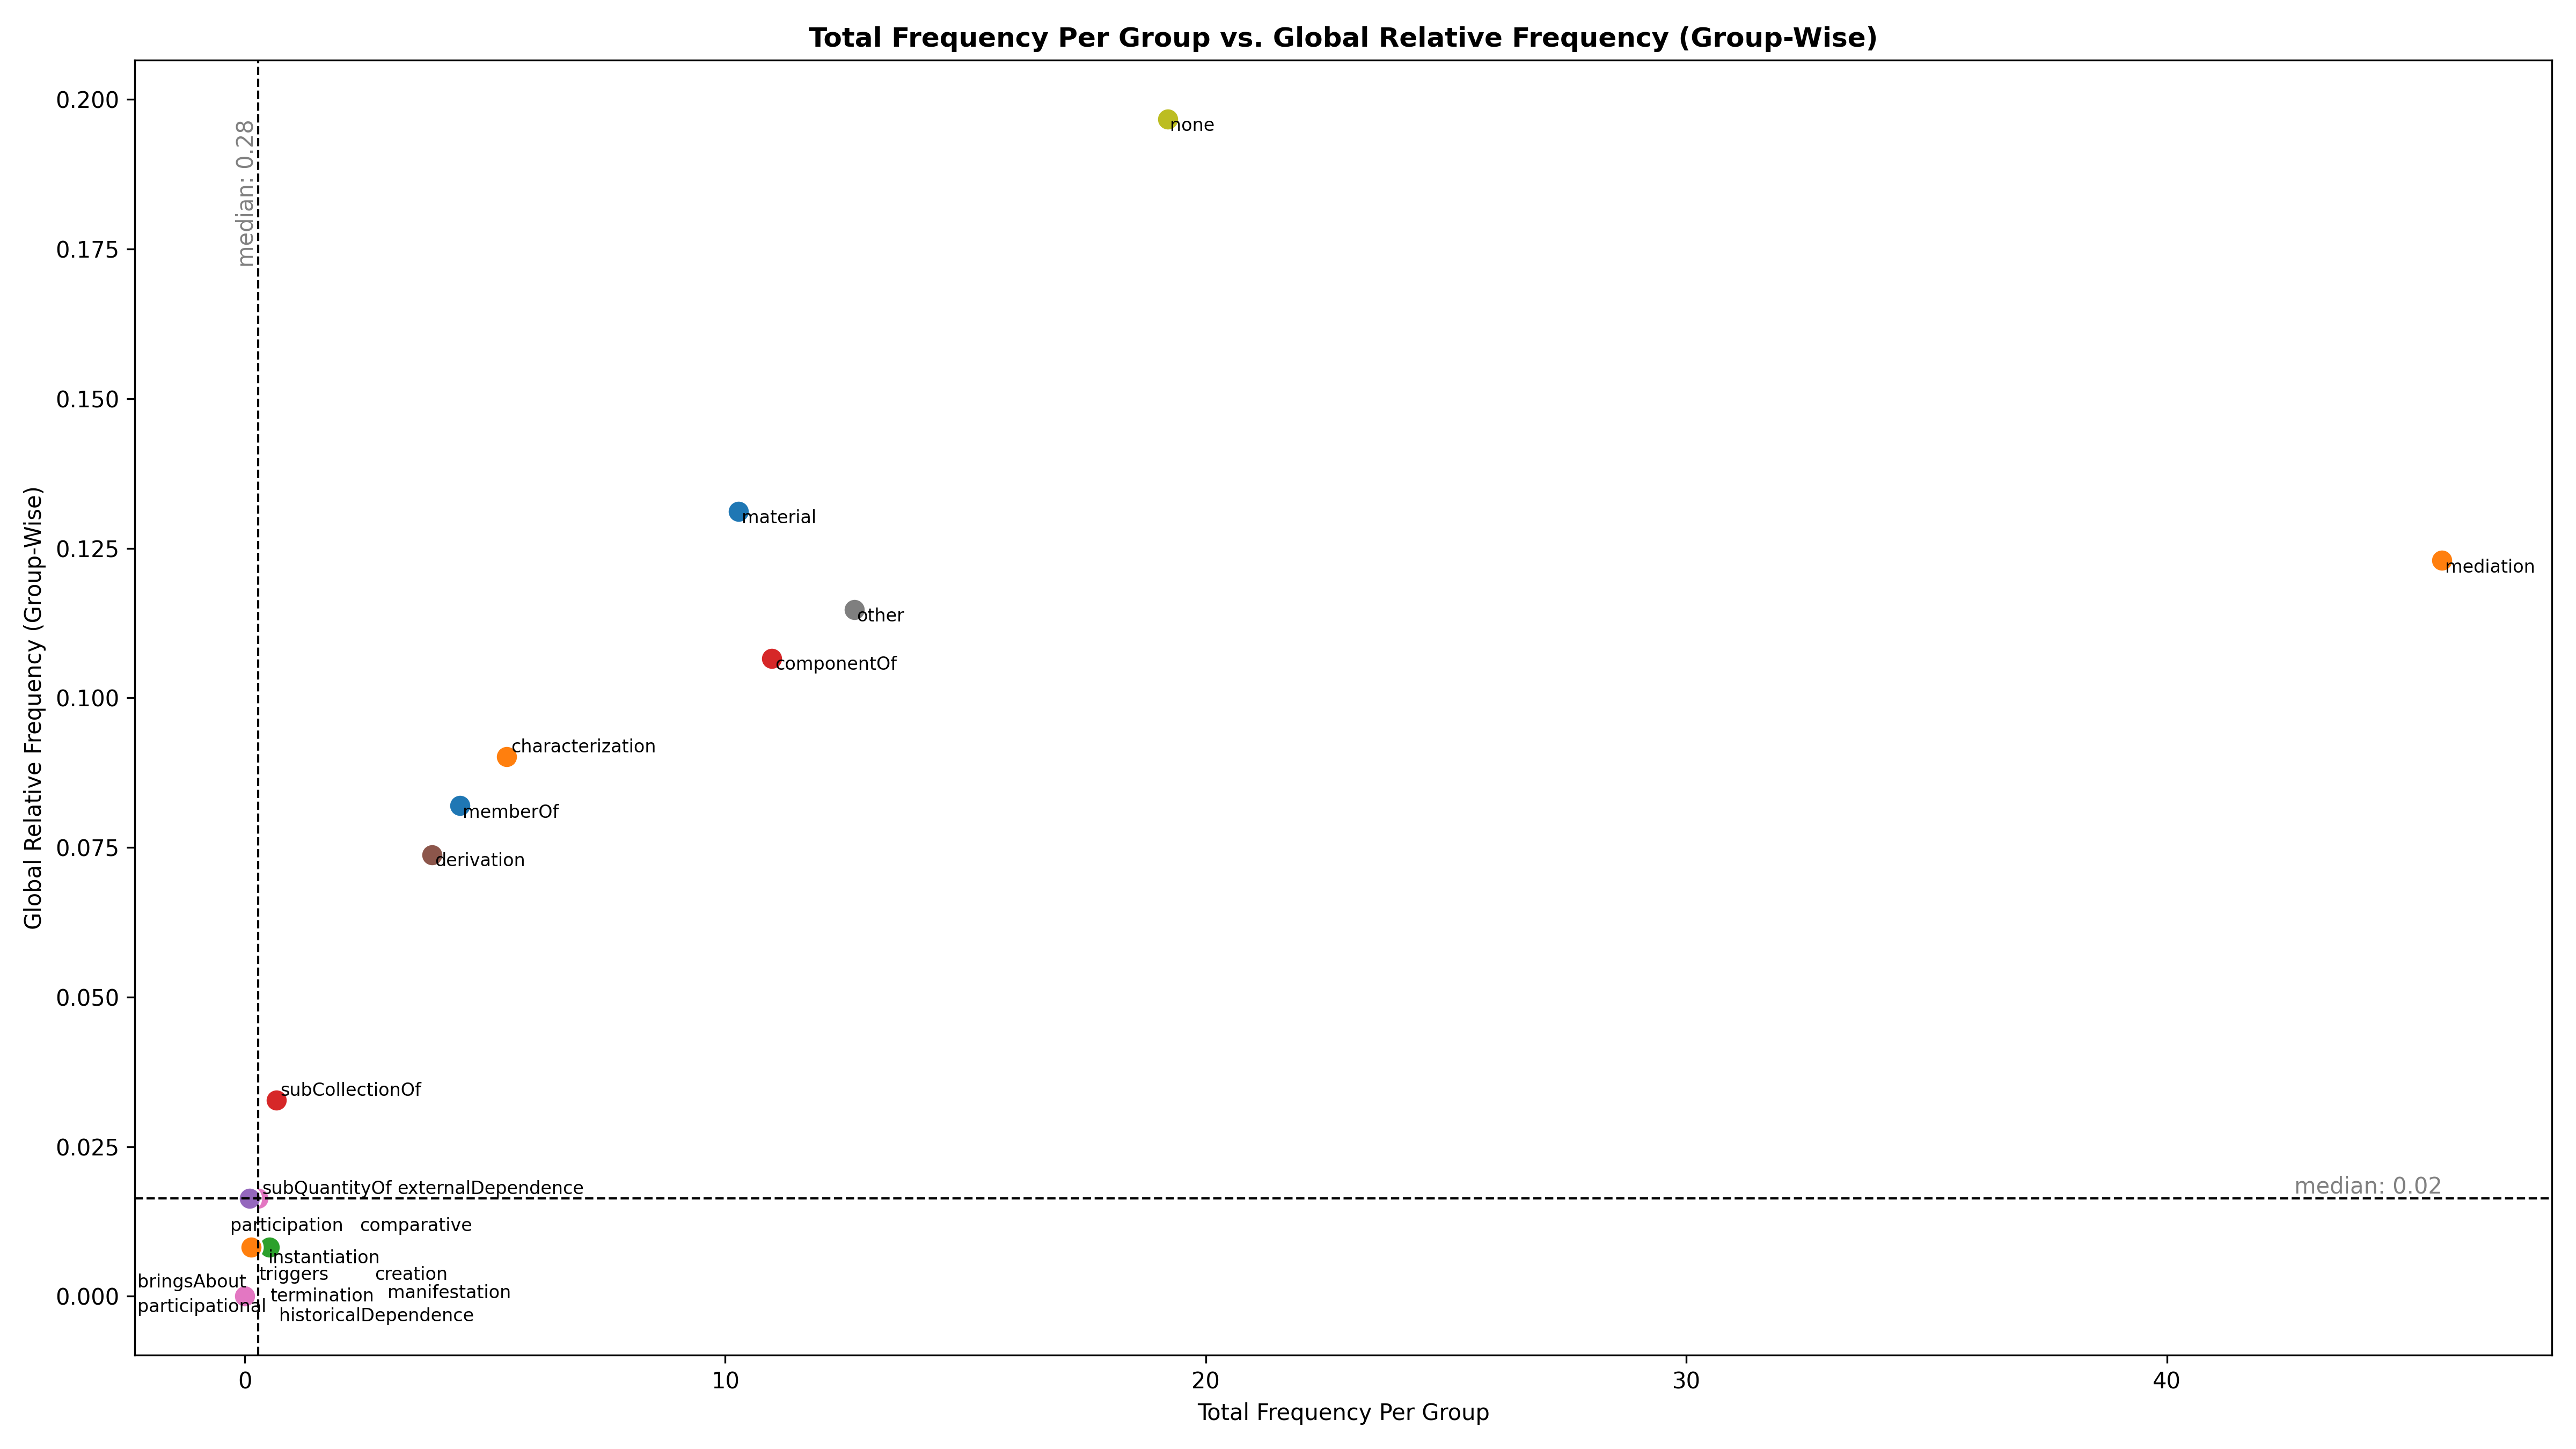 Total Frequency Per Group vs. Global Relative Frequency (Group-Wise)
Global Relative Frequency (Group-Wise)
0.200
0.175
0.150
0.125
0.100
0.075
0.050
0.025
0.000
median: 0.28
none
material
mediation
other
componentOf
characterization
memberOf
derivation
subCollectionOf
subQuantityOf externalDependence
median: 0.02
participation comparative
instantiation
triggers creation
bringsAbout
termination manifestation
participational
historicalDependence
0 10 20 30 40
Total Frequency Per Group